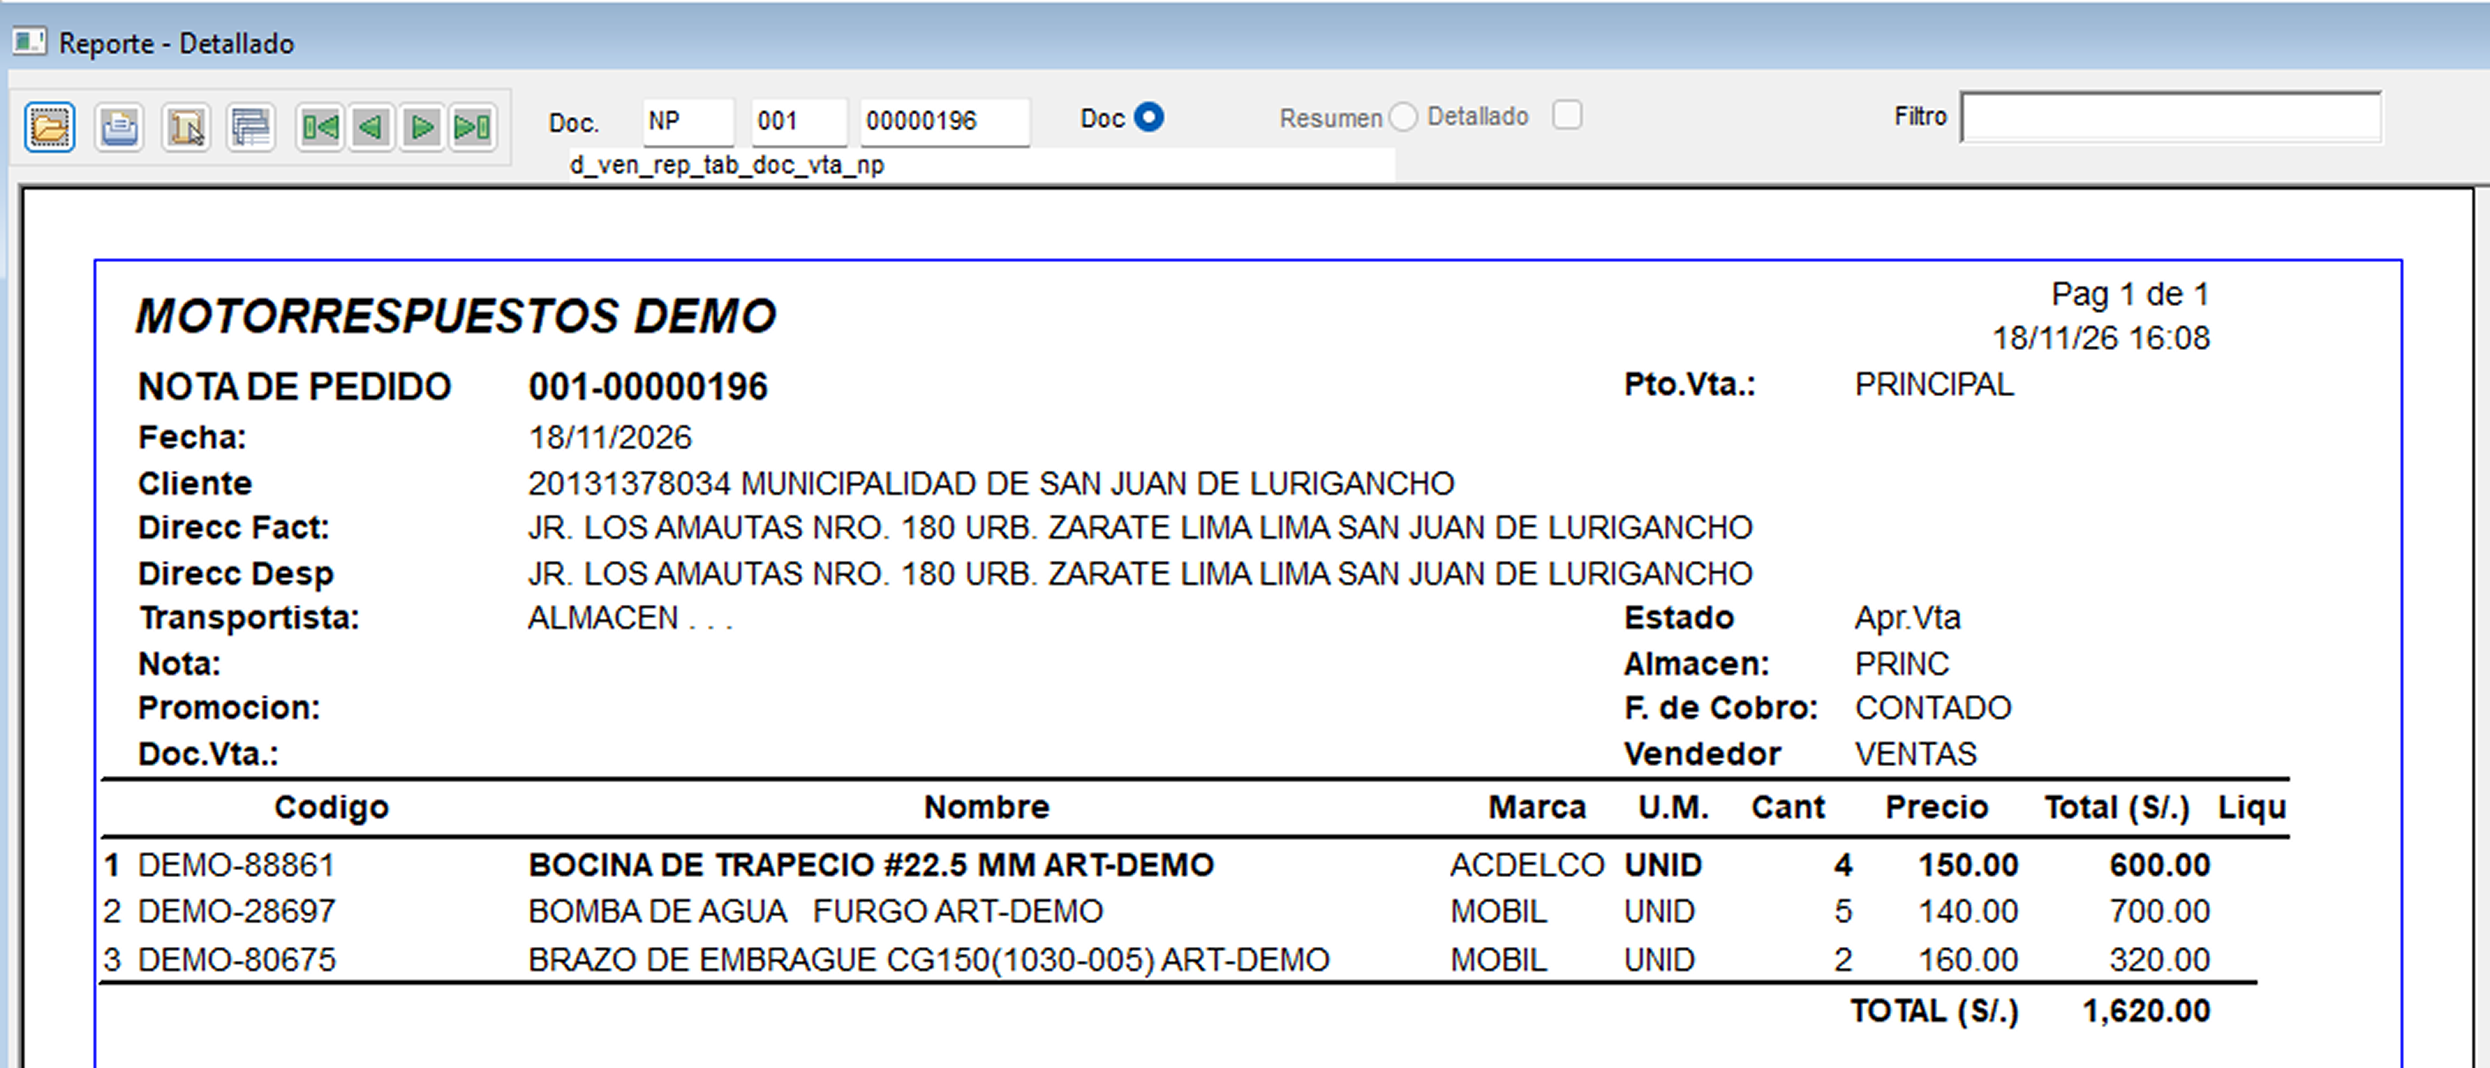 Reporte - Detallado
Doc. NP 001 00000196 Doc Resumen Detallado Filtro
d_ven_rep_tab_doc_vta_np
Pag 1 de 1
MOTORRESPUESTOS DEMO
18/11/26 16:08
NOTA DE PEDIDO 001-00000196 Pto.Vta.: PRINCIPAL
Fecha: 18/11/2026
Cliente 20131378034 MUNICIPALIDAD DE SAN JUAN DE LURIGANCHO
Direcc Fact: JR. LOS AMAUTAS NRO. 180 URB. ZARATE LIMA LIMA SAN JUAN DE LURIGANCHO
Direcc Desp JR. LOS AMAUTAS NRO. 180 URB. ZARATE LIMA LIMA SAN JUAN DE LURIGANCHO
Transportista: ALMACEN . . . Estado Apr.Vta
Nota: Almacen: PRINC
Promocion: F. de Cobro: CONTADO
Doc.Vta.: Vendedor VENTAS
Codigo Nombre Marca U.M. Cant Precio Total (S/.) Liqu
1 DEMO-88861 BOCINA DE TRAPECIO #22.5 MM ART-DEMO ACDELCO UNID 4 150.00 600.00
2 DEMO-28697 BOMBA DE AGUA FURGO ART-DEMO MOBIL UNID 5 140.00 700.00
3 DEMO-80675 BRAZO DE EMBRAGUE CG150(1030-005) ART-DEMO MOBIL UNID 2 160.00 320.00
TOTAL (S/.) 1,620.00